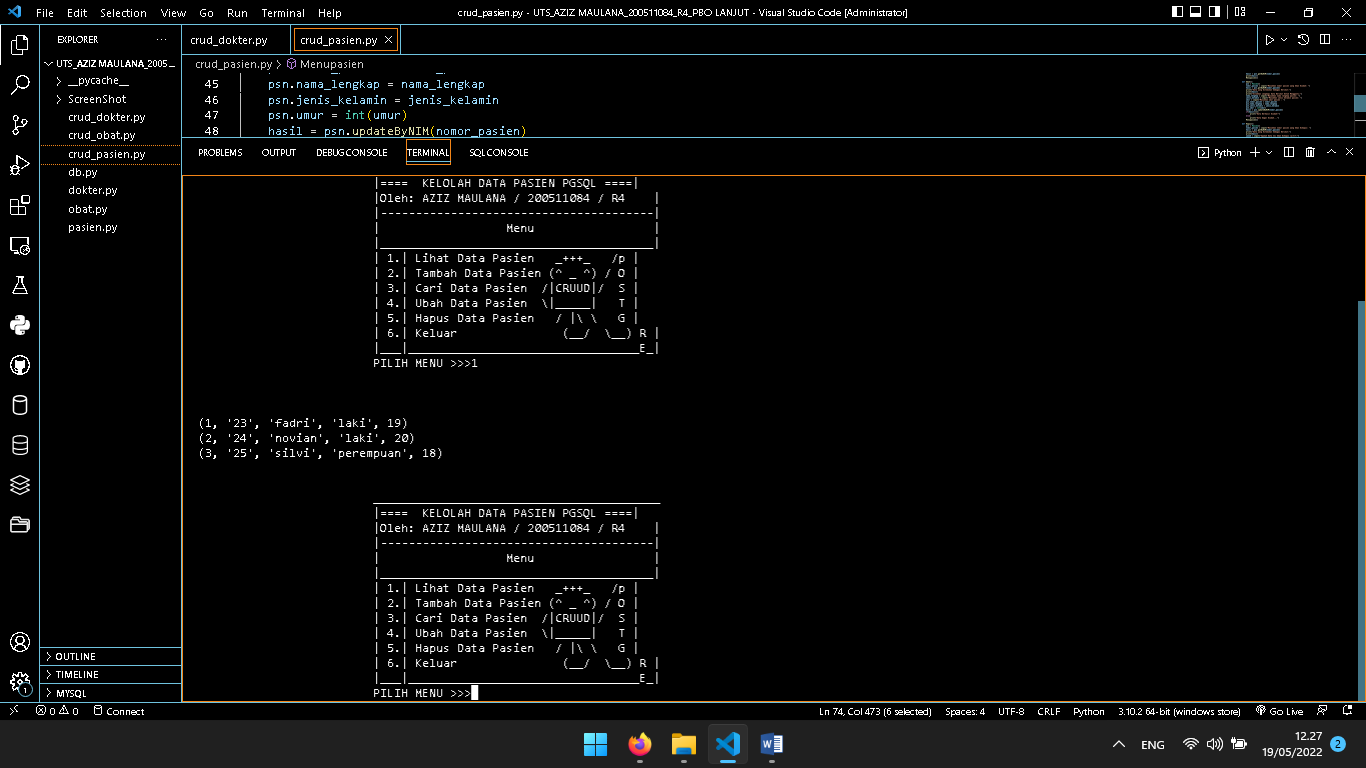 File Edit Selection View Go Run Terminal Help
crud_pasien.py - UTS_AZIZ MAULANA_200511084_R4_PBO LANJUT - Visual Studio Code [Administrator]
EXPLORER ...
UTS_AZIZ MAULANA_2005 ...
__pycache__
ScreenShot
crud_dokter.py
crud_obat.py
crud_pasien.py
db.py
dokter.py
obat.py
pasien.py
OUTLINE
TIMELINE
MYSQL
crud_dokter.py
crud_pasien.py
crud_pasien.py > Menupasien
45 psn.nama_lengkap = nama_lengkap
46 psn.jenis_kelamin = jenis_kelamin
47 psn.umur = int(umur)
48 hasil = psn.updateByNIM(nomor_pasien)
PROBLEMS OUTPUT DEBUG CONSOLE TERMINAL SQL CONSOLE
Python
|==== KELOLAH DATA PASIEN PGSQL ====|
|Oleh: AZIZ MAULANA / 200511084 / R4 |
|---------------------------------------|
| Menu |
|_______________________________________|
| 1.| Lihat Data Pasien _+++_ /p |
| 2.| Tambah Data Pasien (^ _ ^) / O |
| 3.| Cari Data Pasien /|CRUUD|/ S |
| 4.| Ubah Data Pasien \|_____| T |
| 5.| Hapus Data Pasien / |\ \ G |
| 6.| Keluar (__/ \__) R |
|___|_________________________________E_|
PILIH MENU >>>1
(1, '23', 'fadri', 'laki', 19)
(2, '24', 'novian', 'laki', 20)
(3, '25', 'silvi', 'perempuan', 18)
_________________________________________
|==== KELOLAH DATA PASIEN PGSQL ====|
|Oleh: AZIZ MAULANA / 200511084 / R4 |
|---------------------------------------|
| Menu |
|_______________________________________|
| 1.| Lihat Data Pasien _+++_ /p |
| 2.| Tambah Data Pasien (^ _ ^) / O |
| 3.| Cari Data Pasien /|CRUUD|/ S |
| 4.| Ubah Data Pasien \|_____| T |
| 5.| Hapus Data Pasien / |\ \ G |
| 6.| Keluar (__/ \__) R |
|___|_________________________________E_|
PILIH MENU >>>
1
0 0 Connect
Ln 74, Col 473 (6 selected) Spaces: 4 UTF-8 CRLF Python 3.10.2 64-bit (windows store) Go Live
ENG
12.27
19/05/2022
2